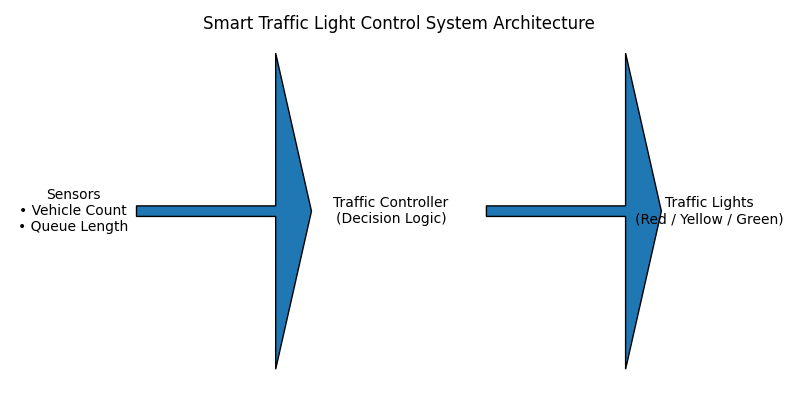 Smart Traffic Light Control System Architecture
Sensors
• Vehicle Count
• Queue Length
Traffic Controller
(Decision Logic)
Traffic Lights
(Red / Yellow / Green)